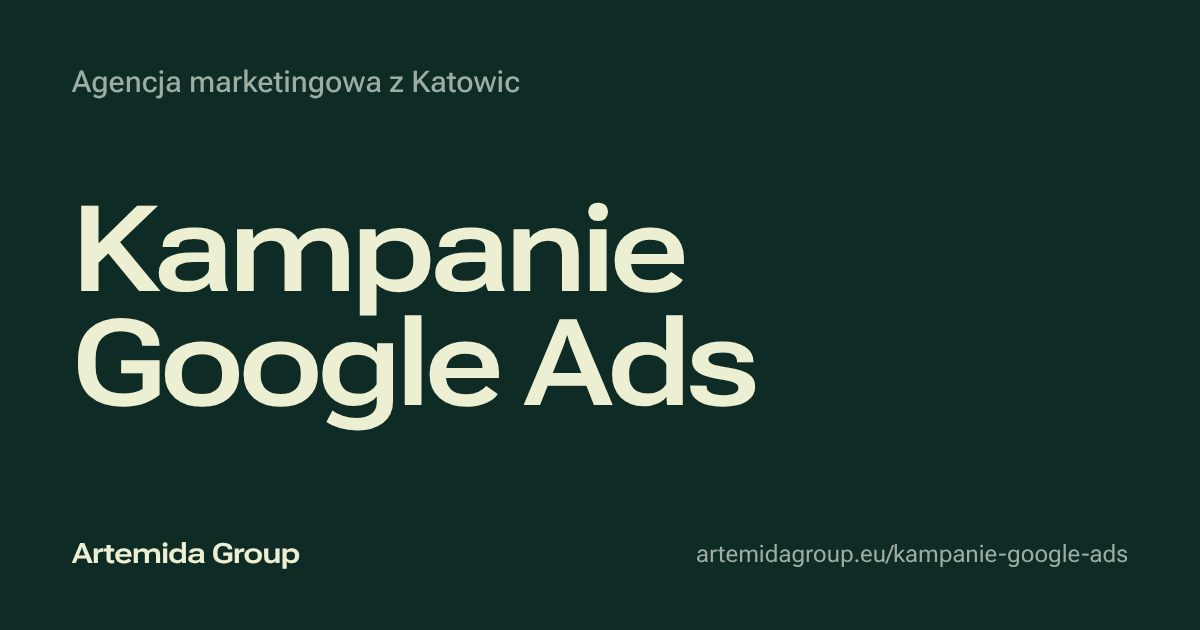 Agencja marketingowa z Katowic
Kampanie
Google Ads
Artemida Group
artemidagroup.eu/kampanie-google-ads